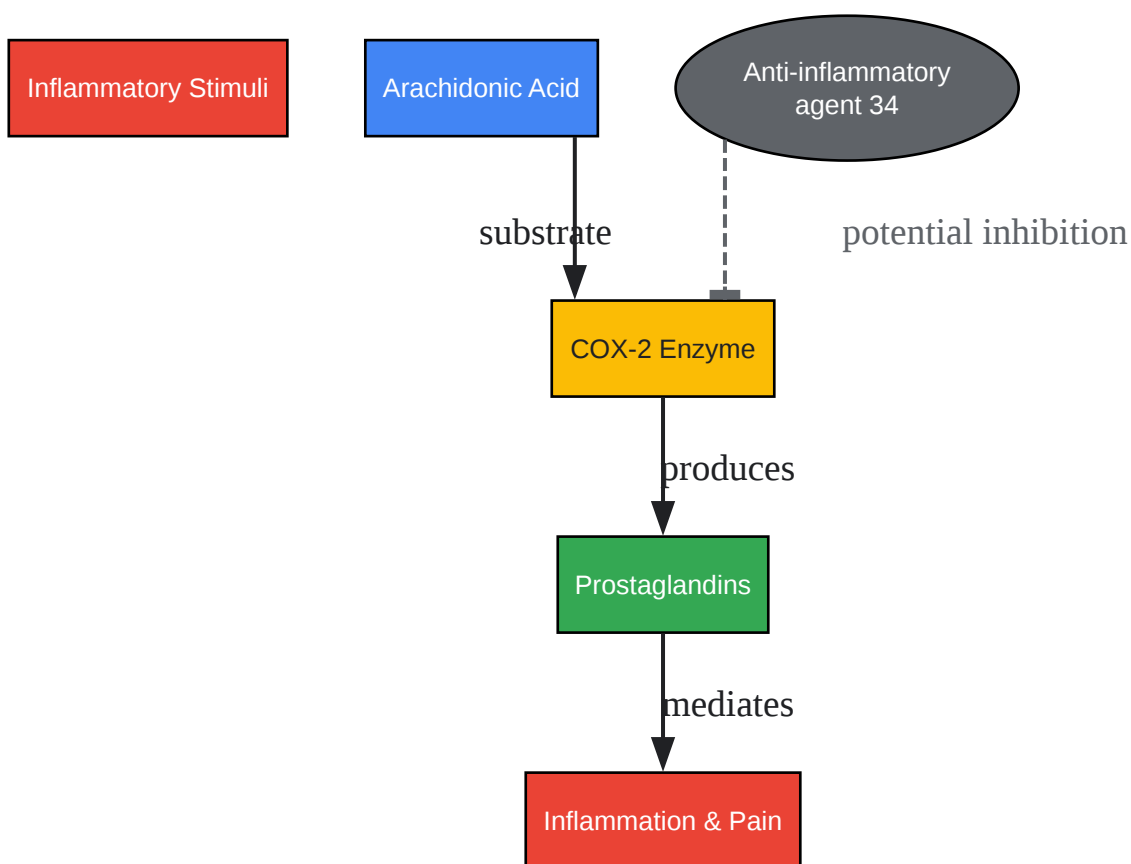 Inflammatory Stimuli
Arachidonic Acid
Anti-inflammatory
agent 34
substrate
potential inhibition
COX-2 Enzyme
produces
Prostaglandins
mediates
Inflammation & Pain